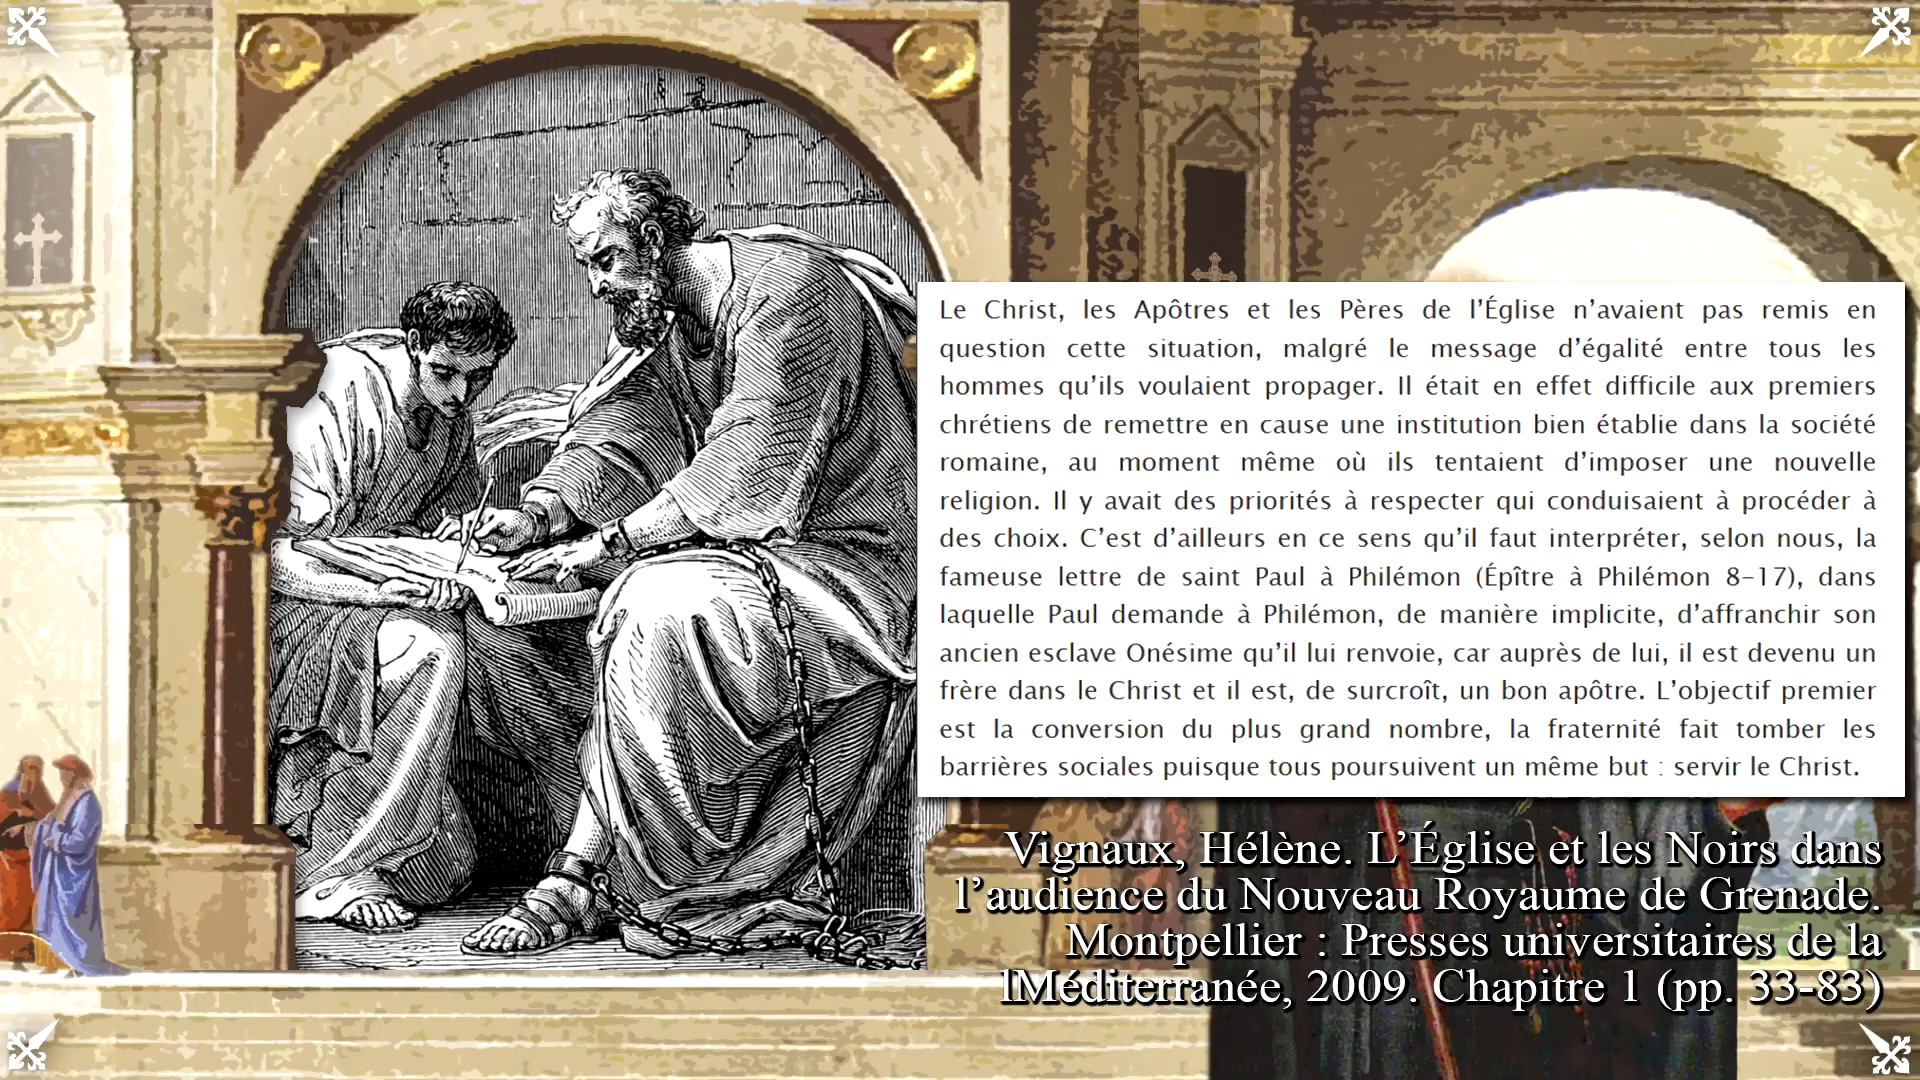 Le Christ, les Apôtres et les Pères de l’Église n’avaient pas remis en
question cette situation, malgré le message d’égalité entre tous les
hommes qu’ils voulaient propager. Il était en effet difficile aux premiers
chrétiens de remettre en cause une institution bien établie dans la société
romaine, au moment même où ils tentaient d’imposer une nouvelle
religion. Il y avait des priorités à respecter qui conduisaient à procéder à
des choix. C’est d’ailleurs en ce sens qu’il faut interpréter, selon nous, la
fameuse lettre de saint Paul à Philémon (Épître à Philémon 8–17), dans
laquelle Paul demande à Philémon, de manière implicite, d’affranchir son
ancien esclave Onésime qu’il lui renvoie, car auprès de lui, il est devenu un
frère dans le Christ et il est, de surcroît, un bon apôtre. L’objectif premier
est la conversion du plus grand nombre, la fraternité fait tomber les
barrières sociales puisque tous poursuivent un même but : servir le Christ.
Vignaux, Hélène. L’Église et les Noirs dans
l’audience du Nouveau Royaume de Grenade.
Montpellier : Presses universitaires de la
lMéditerranée, 2009. Chapitre 1 (pp. 33-83)